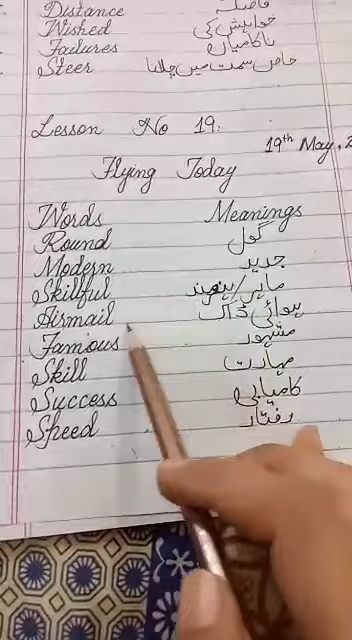 Distance فاصلہ
Wished خواہش کی
Failures ناکامیاں
Steer خاص سمت میں چلانا
Lesson No 19:
19th May, 2
Flying Today
Words Meanings
Round گول
Modern جدید
Skillful ماہر/ہنرمند
Airmail ہوائی ڈاک
Famous مشہور
Skill مہارت
Success کامیابی
Speed رفتار